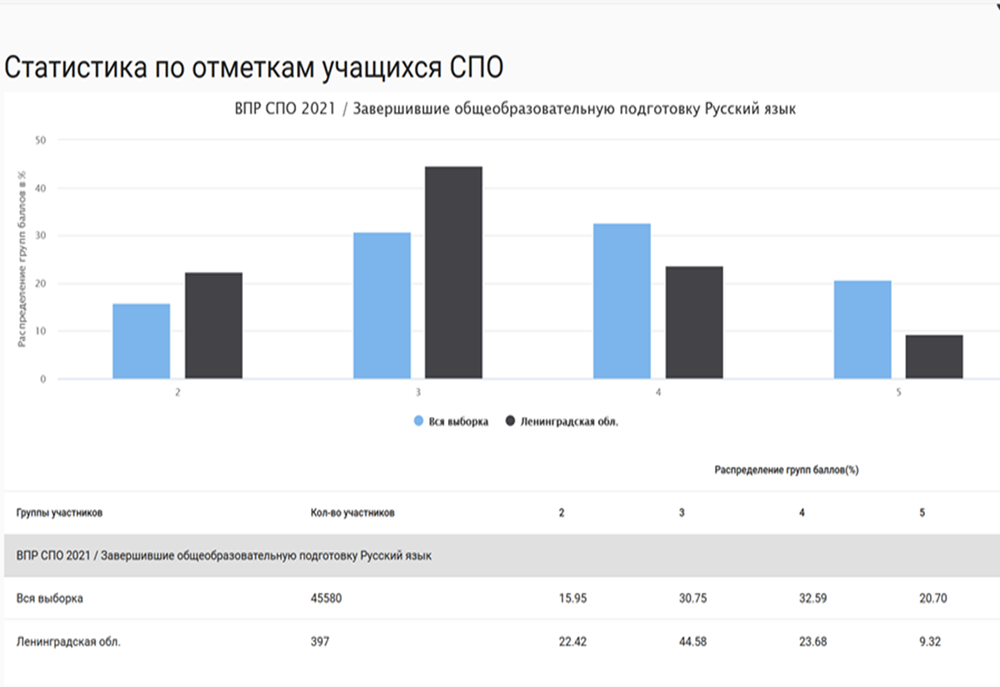 Статистика по отметкам учащихся СПО
ВПР СПО 2021 / Завершившие общеобразовательную подготовку Русский язык
Распределение групп баллов в %
50
40
30
20
10
0
2 3 4 5
Вся выборка Ленинградская обл.
Распределение групп баллов(%)
Группы участников Кол-во участников 2 3 4 5
ВПР СПО 2021 / Завершившие общеобразовательную подготовку Русский язык
Вся выборка 45580 15.95 30.75 32.59 20.70
Ленинградская обл. 397 22.42 44.58 23.68 9.32